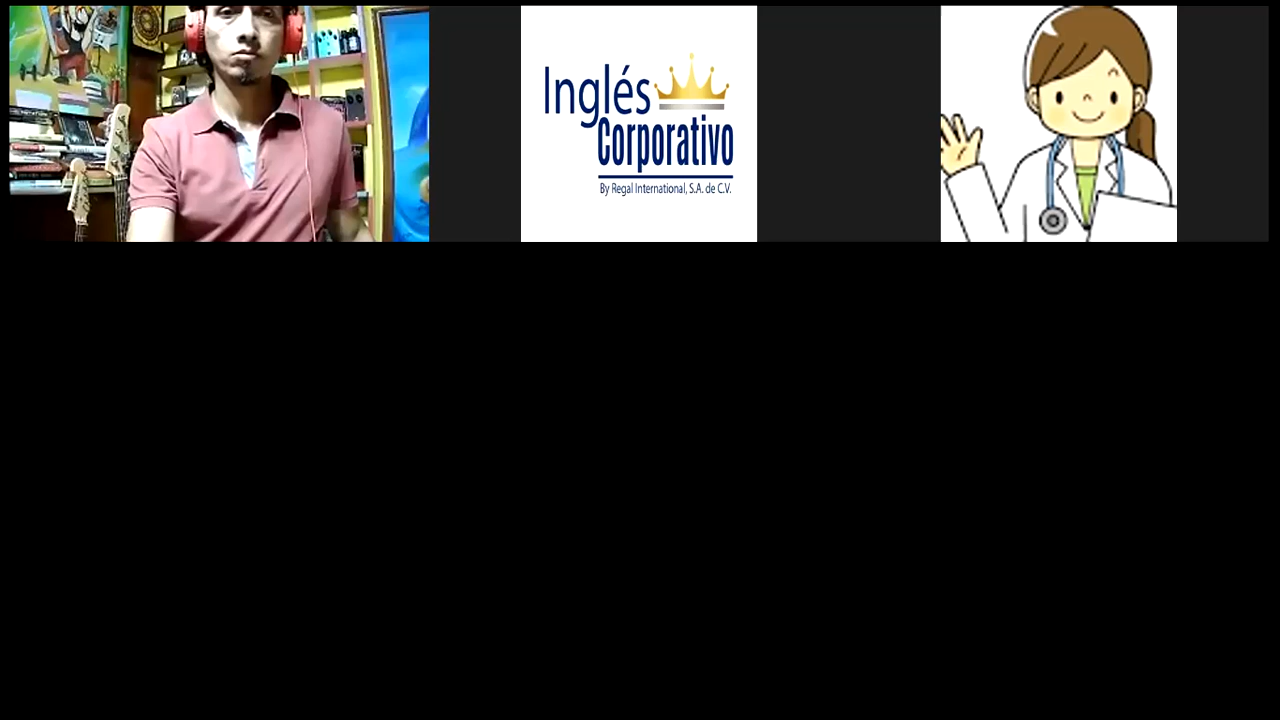 Inglés
Corporativo
By Regal International, S.A. de C.V.